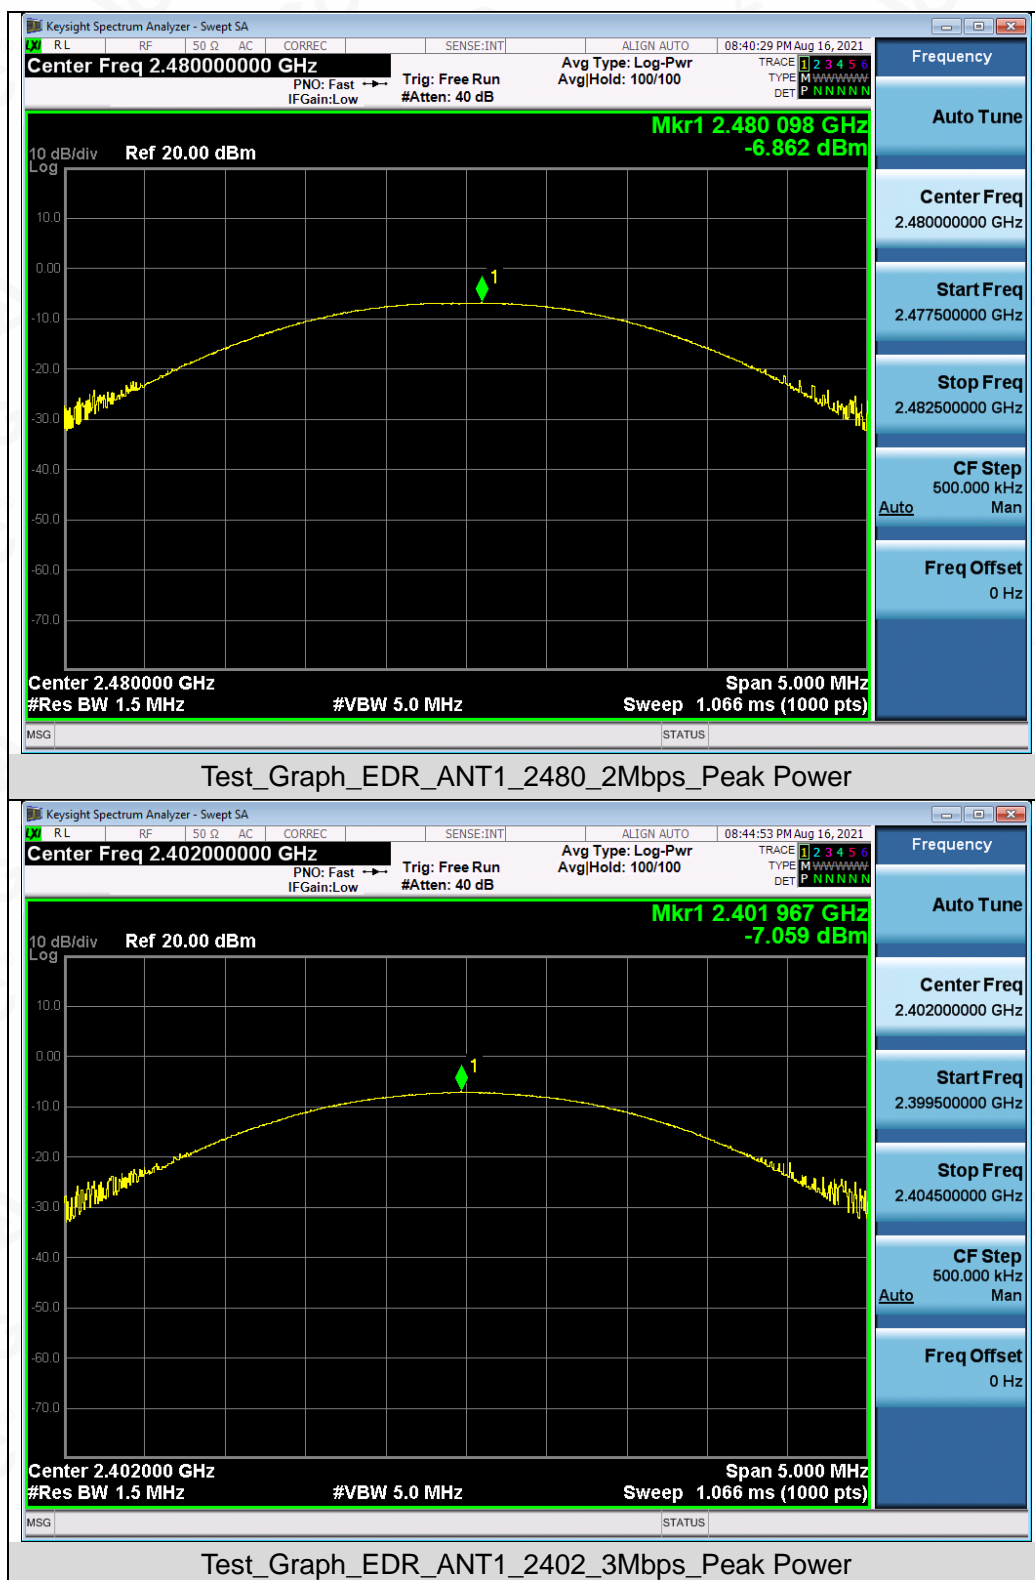 Keysight Spectrum Analyzer - Swept SA
LXI RL RF 50 Ω AC CORREC SENSE:INT ALIGN AUTO 08:40:29 PM Aug 16, 2021
Center Freq 2.480000000 GHz
PNO: Fast
IFGain:Low
Trig: Free Run
#Atten: 40 dB
Avg Type: Log-Pwr
Avg|Hold: 100/100
TRACE 1 2 3 4 5 6
TYPE M WWWWW
DET P N N N N N
Mkr1 2.480 098 GHz
-6.862 dBm
10 dB/div Ref 20.00 dBm
Log
10.0
0.00
1
-10.0
-20.0
-30.0
-40.0
-50.0
-60.0
-70.0
Center 2.480000 GHz Span 5.000 MHz
#Res BW 1.5 MHz #VBW 5.0 MHz Sweep 1.066 ms (1000 pts)
MSG STATUS
Frequency
Auto Tune
Center Freq
2.480000000 GHz
Start Freq
2.477500000 GHz
Stop Freq
2.482500000 GHz
CF Step
500.000 kHz
Auto Man
Freq Offset
0 Hz
Test_Graph_EDR_ANT1_2480_2Mbps_Peak Power
Keysight Spectrum Analyzer - Swept SA
LXI RL RF 50 Ω AC CORREC SENSE:INT ALIGN AUTO 08:44:53 PM Aug 16, 2021
Center Freq 2.402000000 GHz
PNO: Fast
IFGain:Low
Trig: Free Run
#Atten: 40 dB
Avg Type: Log-Pwr
Avg|Hold: 100/100
TRACE 1 2 3 4 5 6
TYPE M WWWWW
DET P N N N N N
Mkr1 2.401 967 GHz
-7.059 dBm
10 dB/div Ref 20.00 dBm
Log
10.0
0.00
1
-10.0
-20.0
-30.0
-40.0
-50.0
-60.0
-70.0
Center 2.402000 GHz Span 5.000 MHz
#Res BW 1.5 MHz #VBW 5.0 MHz Sweep 1.066 ms (1000 pts)
MSG STATUS
Frequency
Auto Tune
Center Freq
2.402000000 GHz
Start Freq
2.399500000 GHz
Stop Freq
2.404500000 GHz
CF Step
500.000 kHz
Auto Man
Freq Offset
0 Hz
Test_Graph_EDR_ANT1_2402_3Mbps_Peak Power